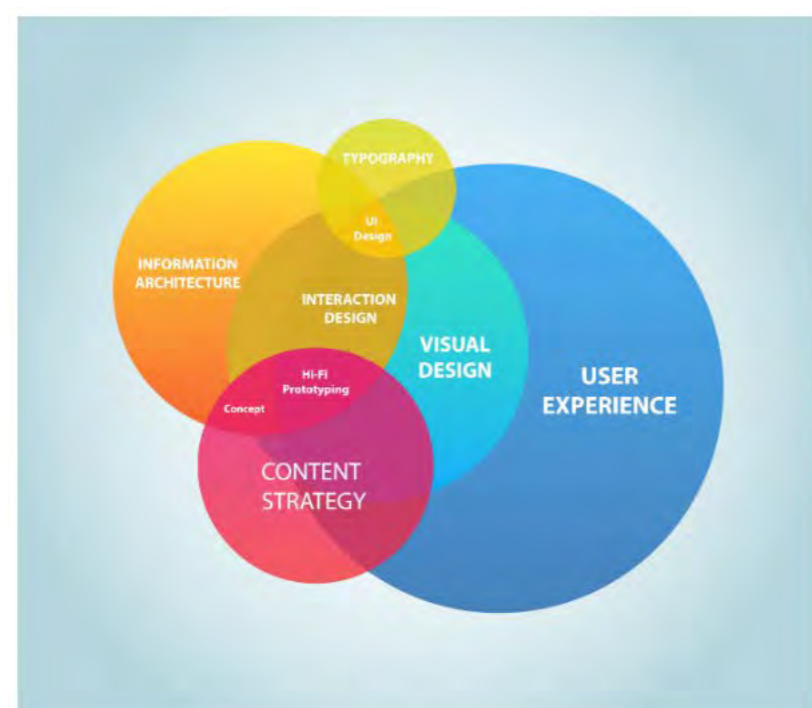 TYPOGRAPHY
UI
Design
INFORMATION
ARCHITECTURE
INTERACTION
DESIGN
VISUAL
DESIGN
USER
EXPERIENCE
Hi-Fi
Prototyping
Concept
CONTENT
STRATEGY